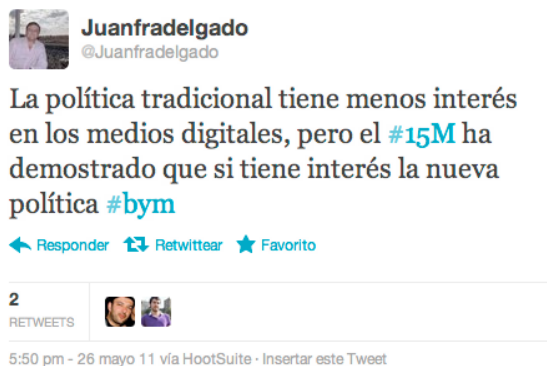 Juanfradelgado
@Juanfradelgado
La política tradicional tiene menos interés
en los medios digitales, pero el #15M ha
demostrado que si tiene interés la nueva
política #bym
Responder Retwittear Favorito
2
RETWEETS
5:50 pm - 26 mayo 11 vía HootSuite · Insertar este Tweet